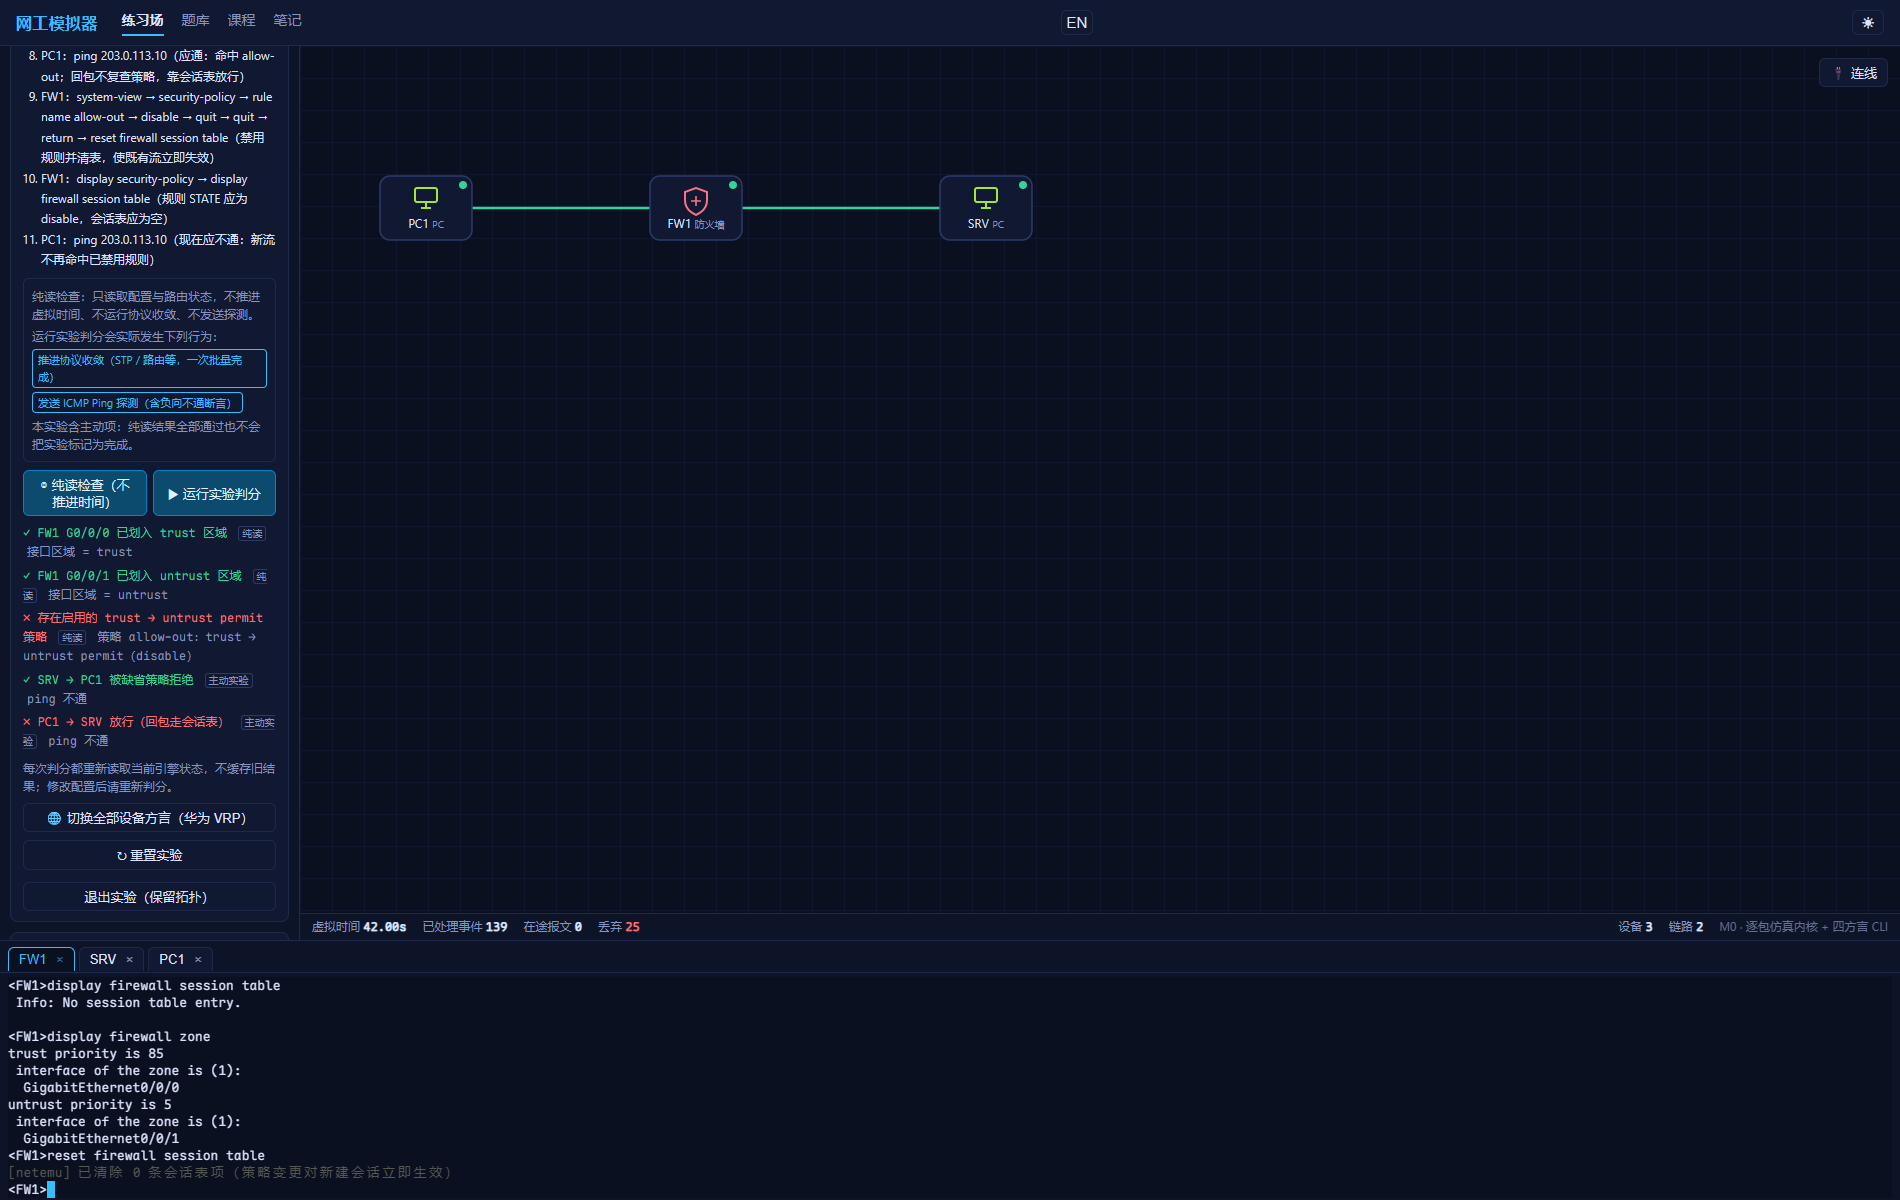 网工模拟器 练习场 题库 课程 笔记 EN
8. PC1：ping 203.0.113.10（应通：命中 allow-
out；回包不复查策略，靠会话表放行）
9. FW1：system-view → security-policy → rule
name allow-out → disable → quit → quit →
return → reset firewall session table（禁用
规则并清表，使既有流立即失效）
10. FW1：display security-policy → display
firewall session table（规则 STATE 应为
disable，会话表应为空）
11. PC1：ping 203.0.113.10（现在应不通：新流
不再命中已禁用规则）
纯读检查：只读取配置与路由状态，不推进
虚拟时间、不运行协议收敛、不发送探测。
运行实验判分会实际发生下列行为：
推进协议收敛（STP / 路由等，一次批量完
成）
发送 ICMP Ping 探测（含负向不通断言）
本实验含主动项：纯读结果全部通过也不会
把实验标记为完成。
纯读检查（不
推进时间）
▶ 运行实验判分
✓ FW1 G0/0/0 已划入 trust 区域 纯读
接口区域 = trust
✓ FW1 G0/0/1 已划入 untrust 区域 纯
读 接口区域 = untrust
✕ 存在启用的 trust → untrust permit
策略 纯读 策略 allow-out: trust →
untrust permit (disable)
✓ SRV → PC1 被缺省策略拒绝 主动实验
ping 不通
✕ PC1 → SRV 放行（回包走会话表） 主动实
验 ping 不通
每次判分都重新读取当前引擎状态，不缓存旧结
果；修改配置后请重新判分。
切换全部设备方言（华为 VRP）
↻ 重置实验
退出实验（保留拓扑）
连线
PC1 PC
FW1 防火墙
SRV PC
虚拟时间 42.00s 已处理事件 139 在途报文 0 丢弃 25
设备 3 链路 2 M0 · 逐包仿真内核 + 四方言 CLI
FW1 × SRV × PC1 ×
<FW1>display firewall session table
Info: No session table entry.
<FW1>display firewall zone
trust priority is 85
interface of the zone is (1):
GigabitEthernet0/0/0
untrust priority is 5
interface of the zone is (1):
GigabitEthernet0/0/1
<FW1>reset firewall session table
[netemu] 已清除 0 条会话表项（策略变更对新建会话立即生效）
<FW1>